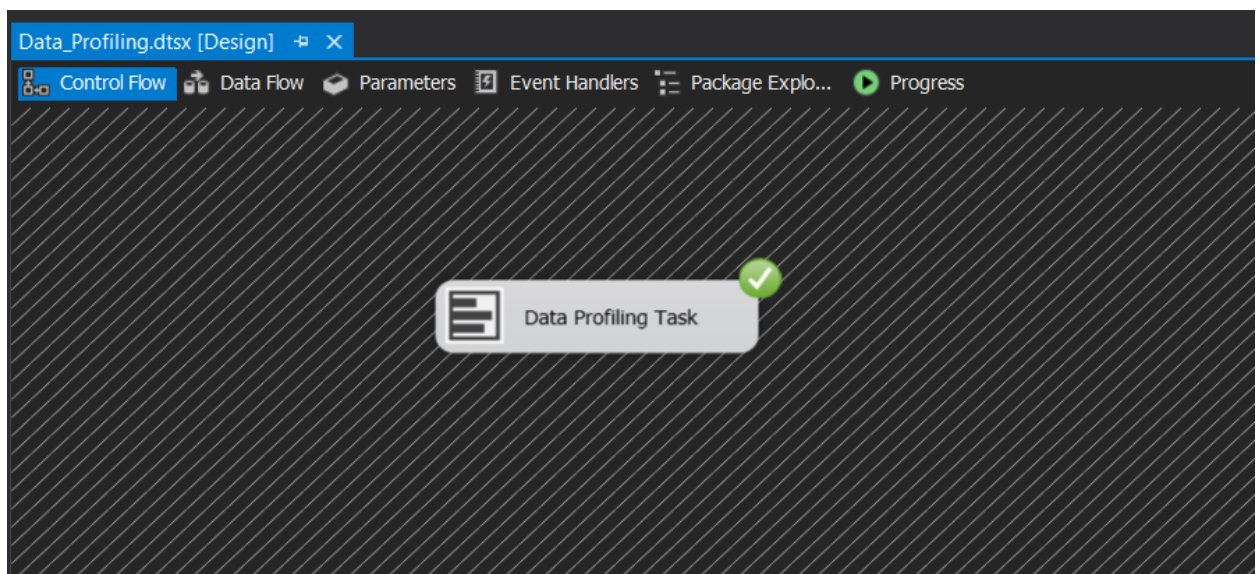 Data_Profiling.dtsx [Design]
Control Flow Data Flow Parameters Event Handlers Package Explo... Progress
Data Profiling Task